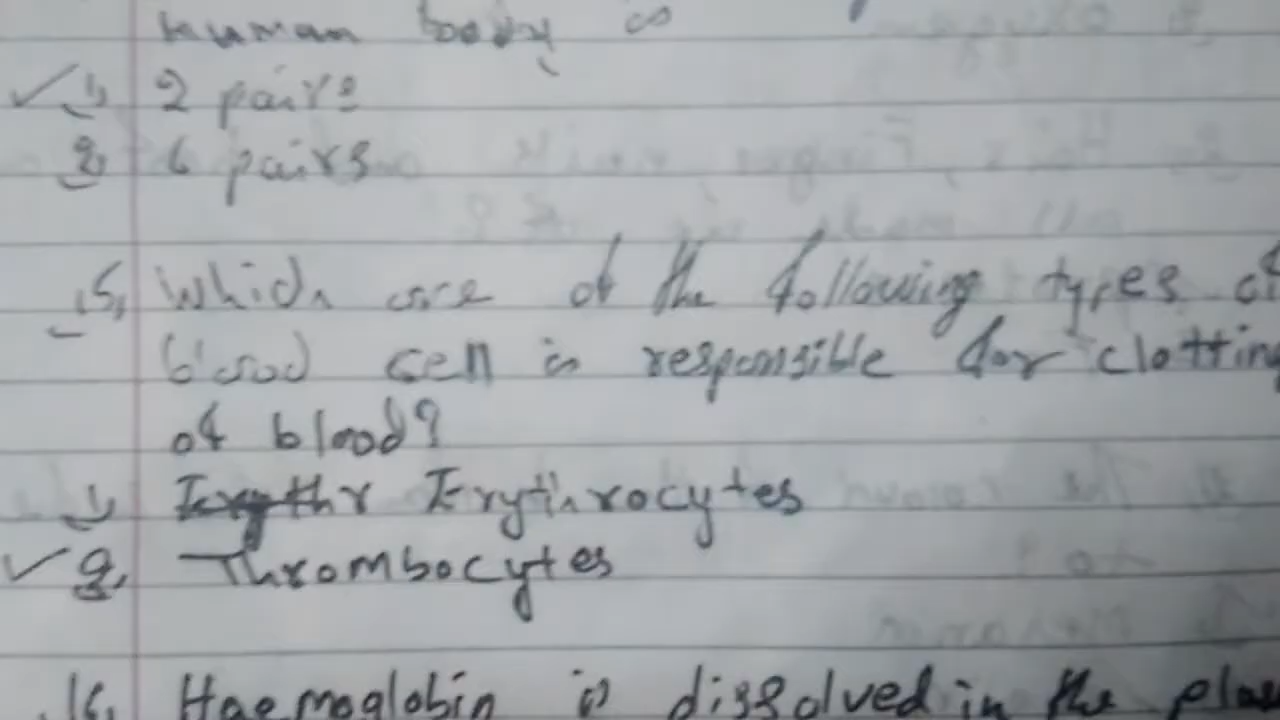 human body is
✓ 1, 2 pairs
2, 6 pairs
15, Which one of the following types of
blood cell is responsible for clotting
of blood?
1, Erythrocytes
✓ 2, Thrombocytes
16, Haemoglobin is dissolved in the